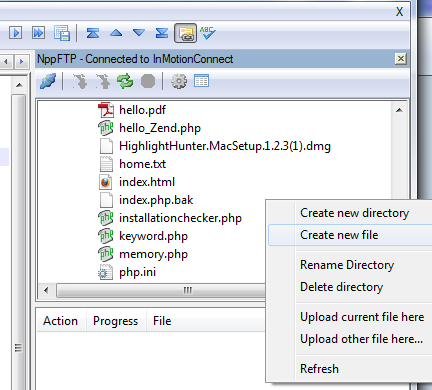 X
ABC
NppFTP - Connected to InMotionConnect
hello.pdf
hello_Zend.php
HighlightHunter.MacSetup.1.2.3(1).dmg
home.txt
index.html
index.php.bak
installationchecker.php
keyword.php
memory.php
php.ini
Create new directory
Create new file
Rename Directory
Delete directory
Upload current file here
Upload other file here...
Refresh
Action Progress File